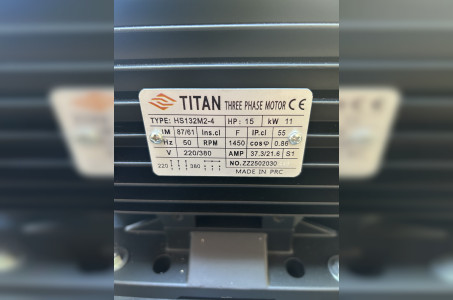 TITAN THREE PHASE MOTOR CE
TYPE: HS132M2-4 HP: 15 kW 11
IM 87/61 Ins.cl F IP.cl 55
Hz 50 RPM 1450 cosΦ 0.86
V 220/380 AMP 37.3/21.6 S1
220 380 NO.ZZ2502030
MADE IN PRC